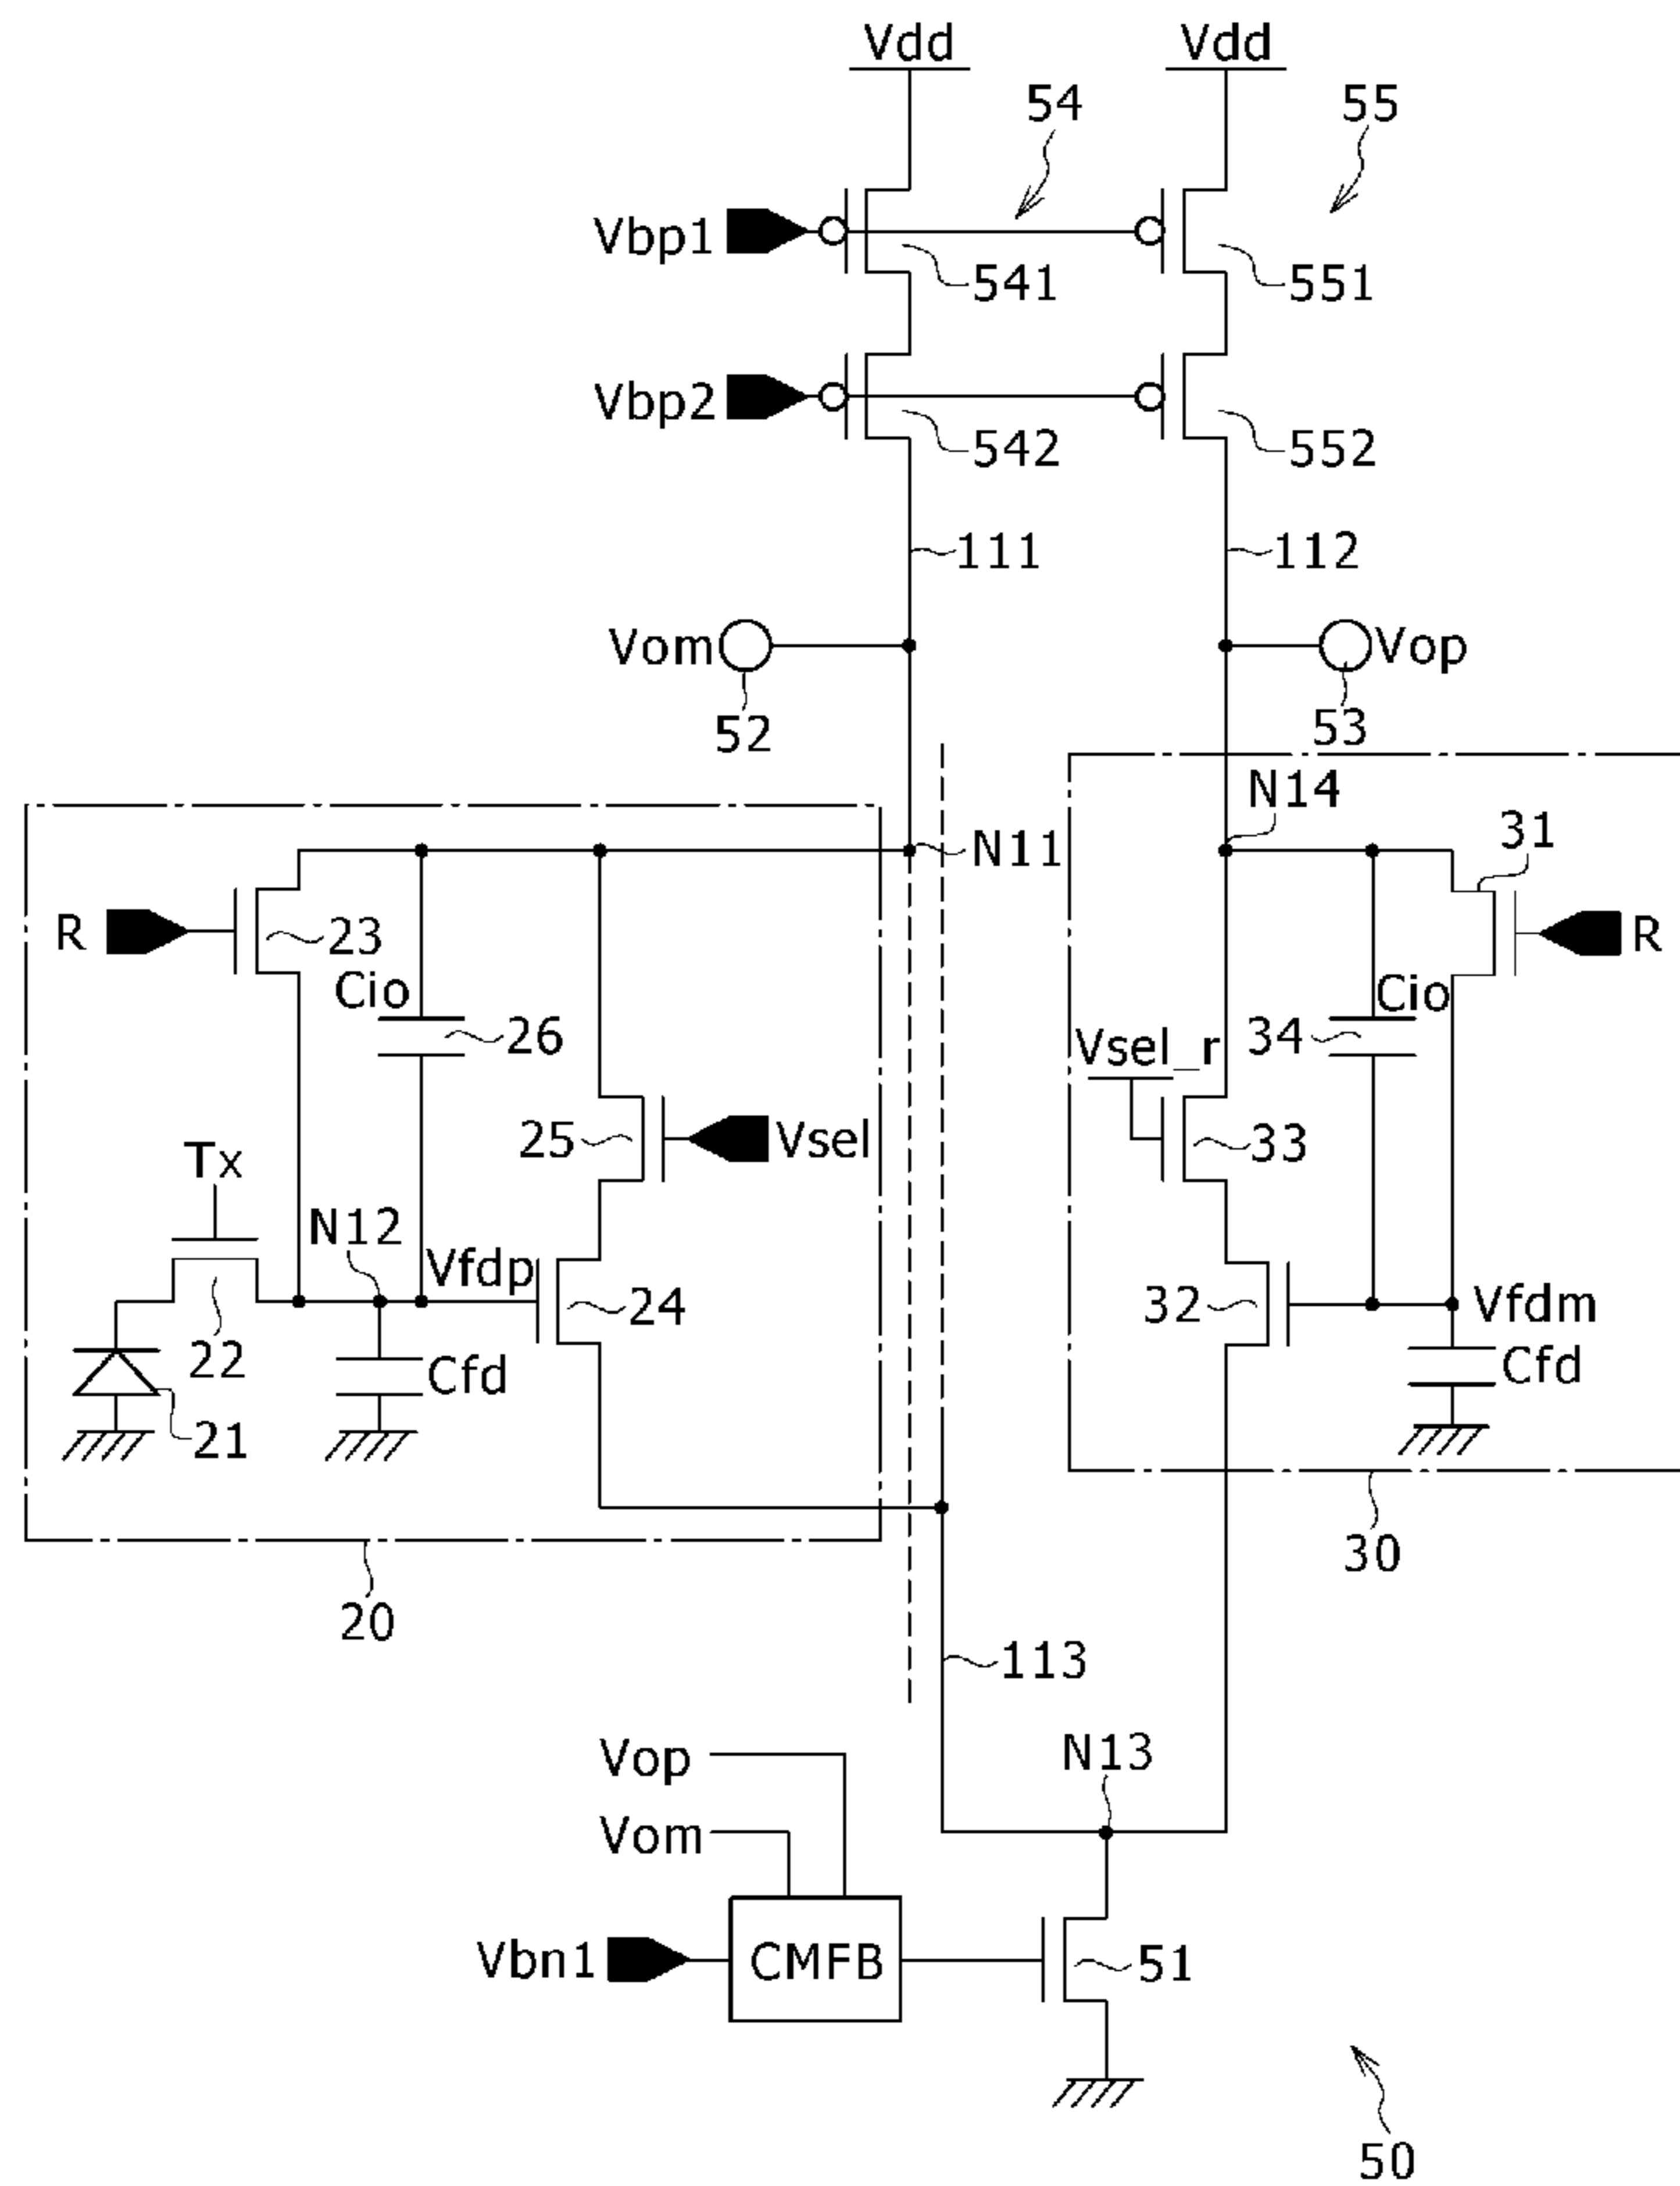 Vdd
Vdd
54
55
Vbp1
541
551
Vbp2
542
552
111
112
Vom
Vop
52
53
N14
N11
31
R
23
R
Cio
Cio
26
34
Vsel_r
25
Vsel
33
Tx
N12
Vfdp
24
32
Vfdm
22
Cfd
Cfd
21
30
20
113
Vop
N13
Vom
Vbn1
CMFB
51
50